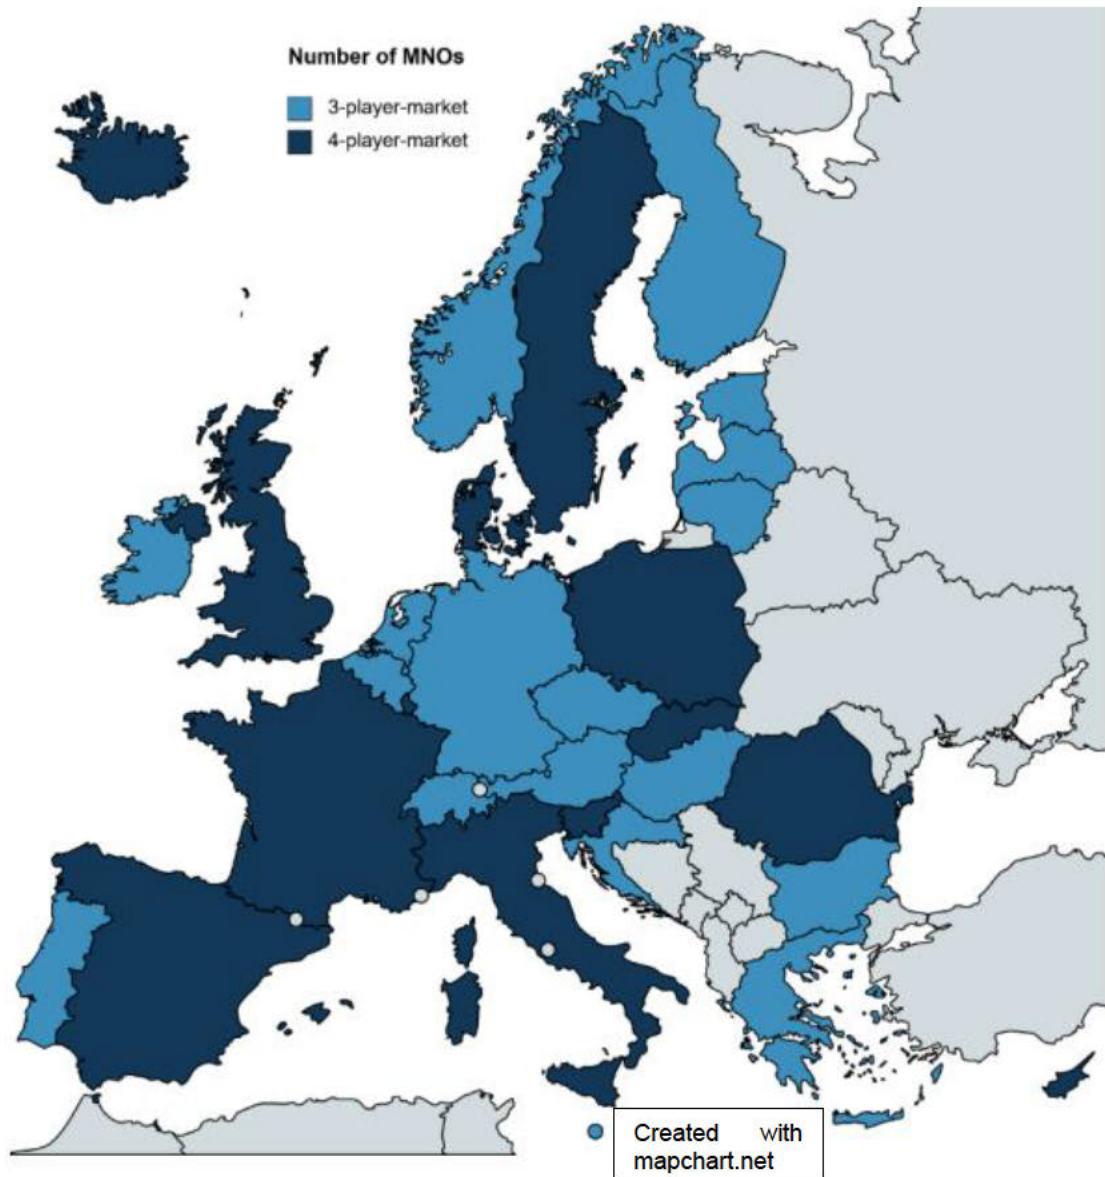 Number of MNOs
3-player-market
4-player-market
Created with
mapchart.net